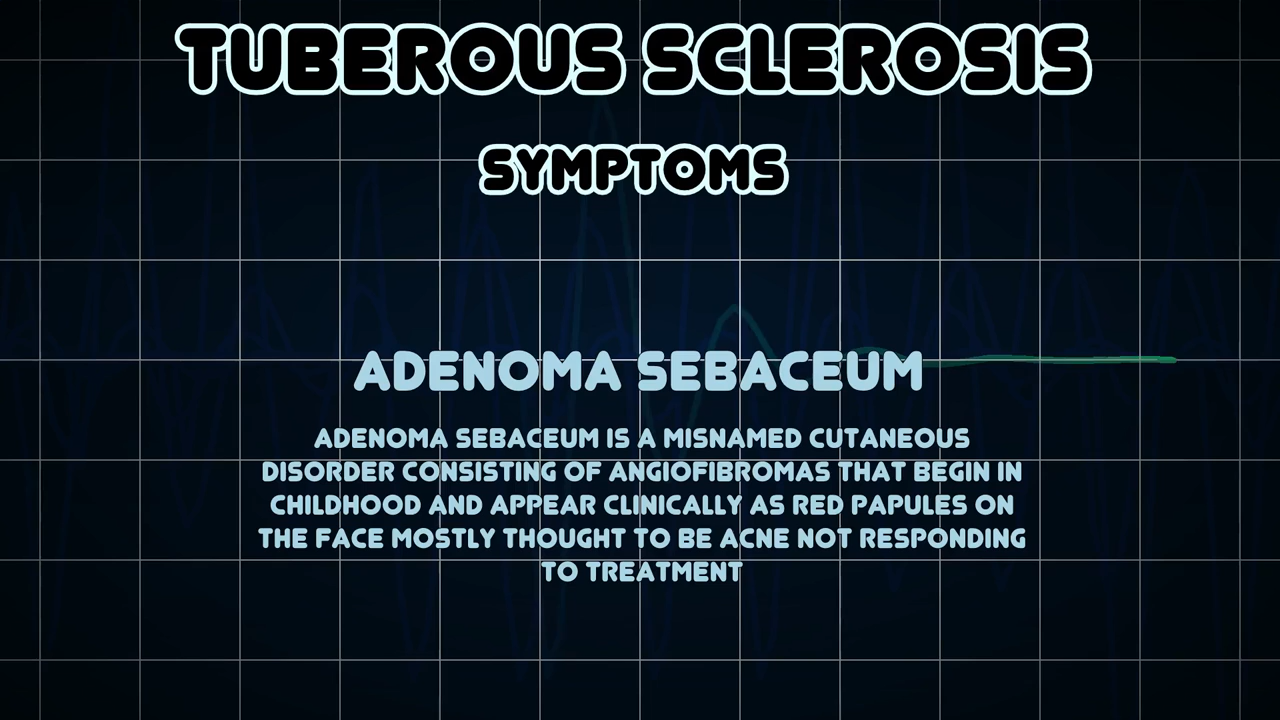 TUBEROUS SCLEROSIS
SYMPTOMS
ADENOMA SEBACEUM
ADENOMA SEBACEUM IS A MISNAMED CUTANEOUS
DISORDER CONSISTING OF ANGIOFIBROMAS THAT BEGIN IN
CHILDHOOD AND APPEAR CLINICALLY AS RED PAPULES ON
THE FACE MOSTLY THOUGHT TO BE ACNE NOT RESPONDING
TO TREATMENT